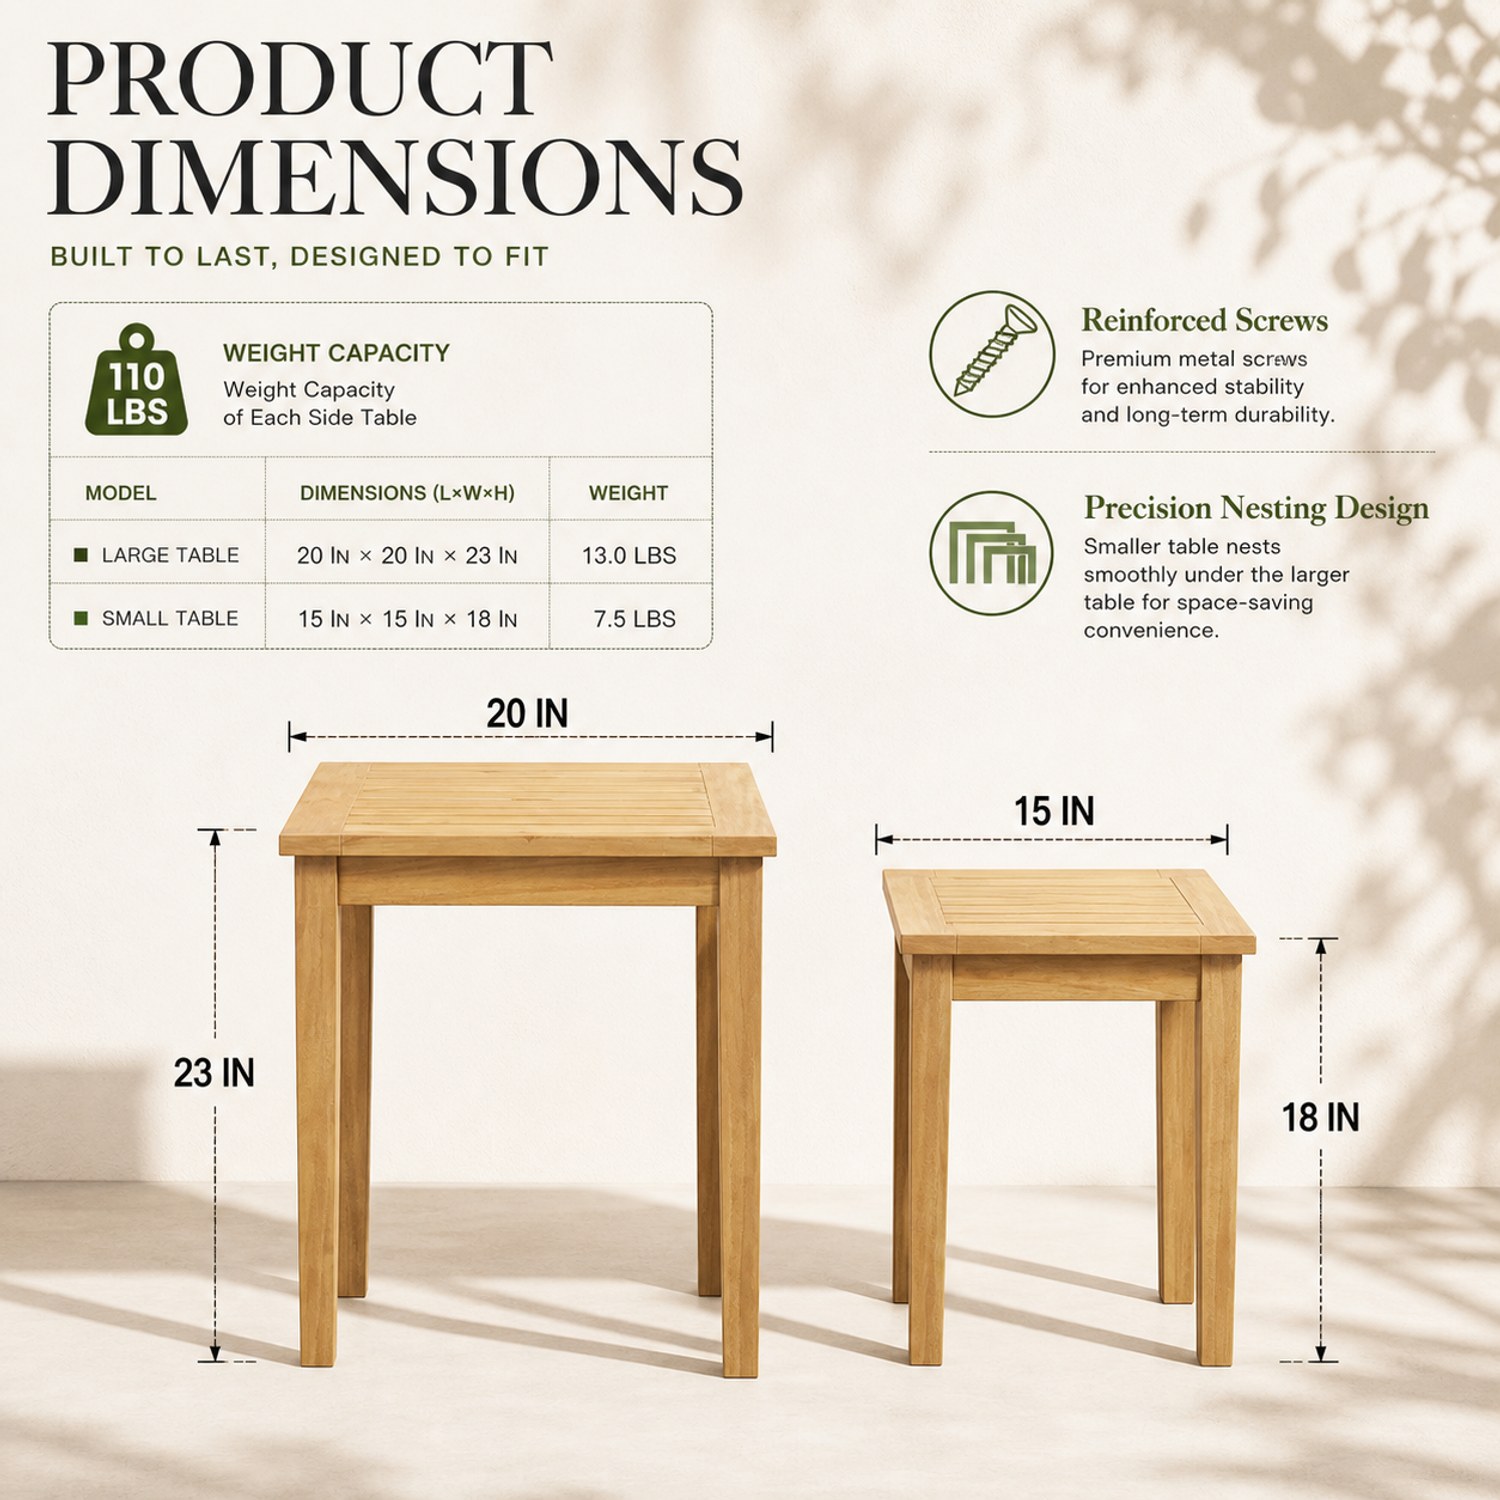 PRODUCT
DIMENSIONS
BUILT TO LAST, DESIGNED TO FIT
110
LBS
WEIGHT CAPACITY
Weight Capacity
of Each Side Table
MODEL DIMENSIONS (L×W×H) WEIGHT
LARGE TABLE 20 IN × 20 IN × 23 IN 13.0 LBS
SMALL TABLE 15 IN × 15 IN × 18 IN 7.5 LBS
Reinforced Screws
Premium metal screws
for enhanced stability
and long-term durability.
Precision Nesting Design
Smaller table nests
smoothly under the larger
table for space-saving
convenience.
20 IN
15 IN
23 IN
18 IN